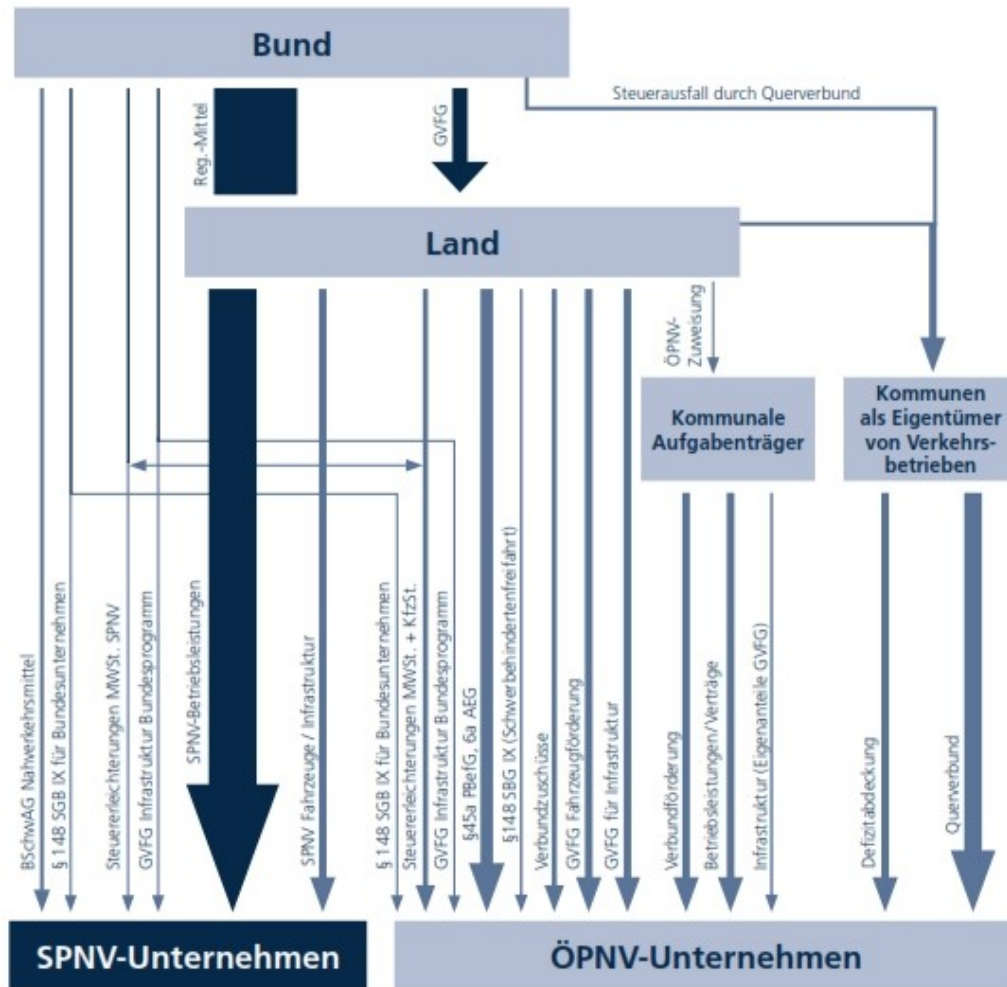 Bund
Steuerausfall durch Querverbund
Reg.-Mittel
GVFG
Land
ÖPNV-
Zuweisung
Kommunale
Aufgabenträger
Kommunen
als Eigentümer
von Verkehrs-
betrieben
BSchwAG Nahverkehrsmittel
§ 148 SGB IX für Bundesunternehmen
Steuererleichterungen MWSt. SPNV
GVFG Infrastruktur Bundesprogramm
SPNV-Betriebsleistungen
SPNV Fahrzeuge / Infrastruktur
§ 148 SGB IX für Bundesunternehmen
Steuererleichterungen MWSt. + KfzSt.
GVFG Infrastruktur Bundesprogramm
§45a PBefG, 6a AEG
§148 SBG IX (Schwerbehindertenfreifahrt)
Verbundzuschüsse
GVFG Fahrzeugförderung
GVFG für Infrastruktur
Verbundförderung
Betriebsleistungen/Verträge
Infrastruktur (Eigenanteile GVFG)
Defizitabdeckung
Querverbund
SPNV-Unternehmen
ÖPNV-Unternehmen